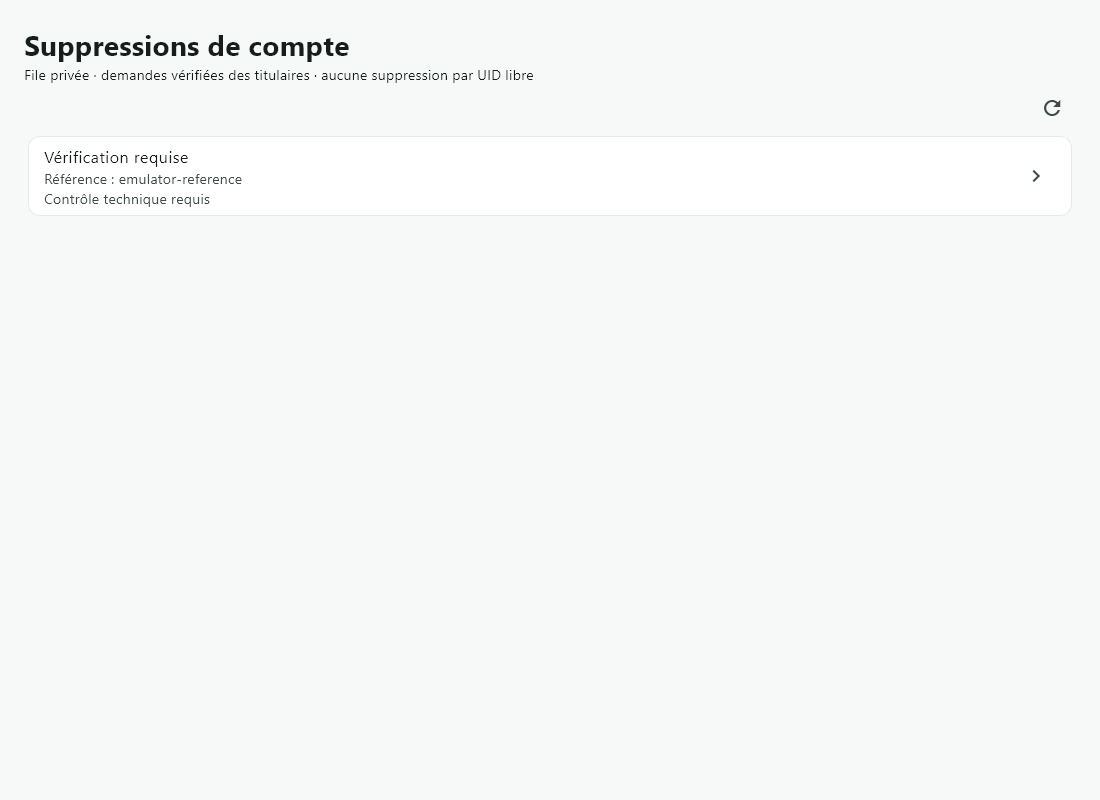 Suppressions de compte
File privée · demandes vérifiées des titulaires · aucune suppression par UID libre
Vérification requise
Référence : emulator-reference
Contrôle technique requis